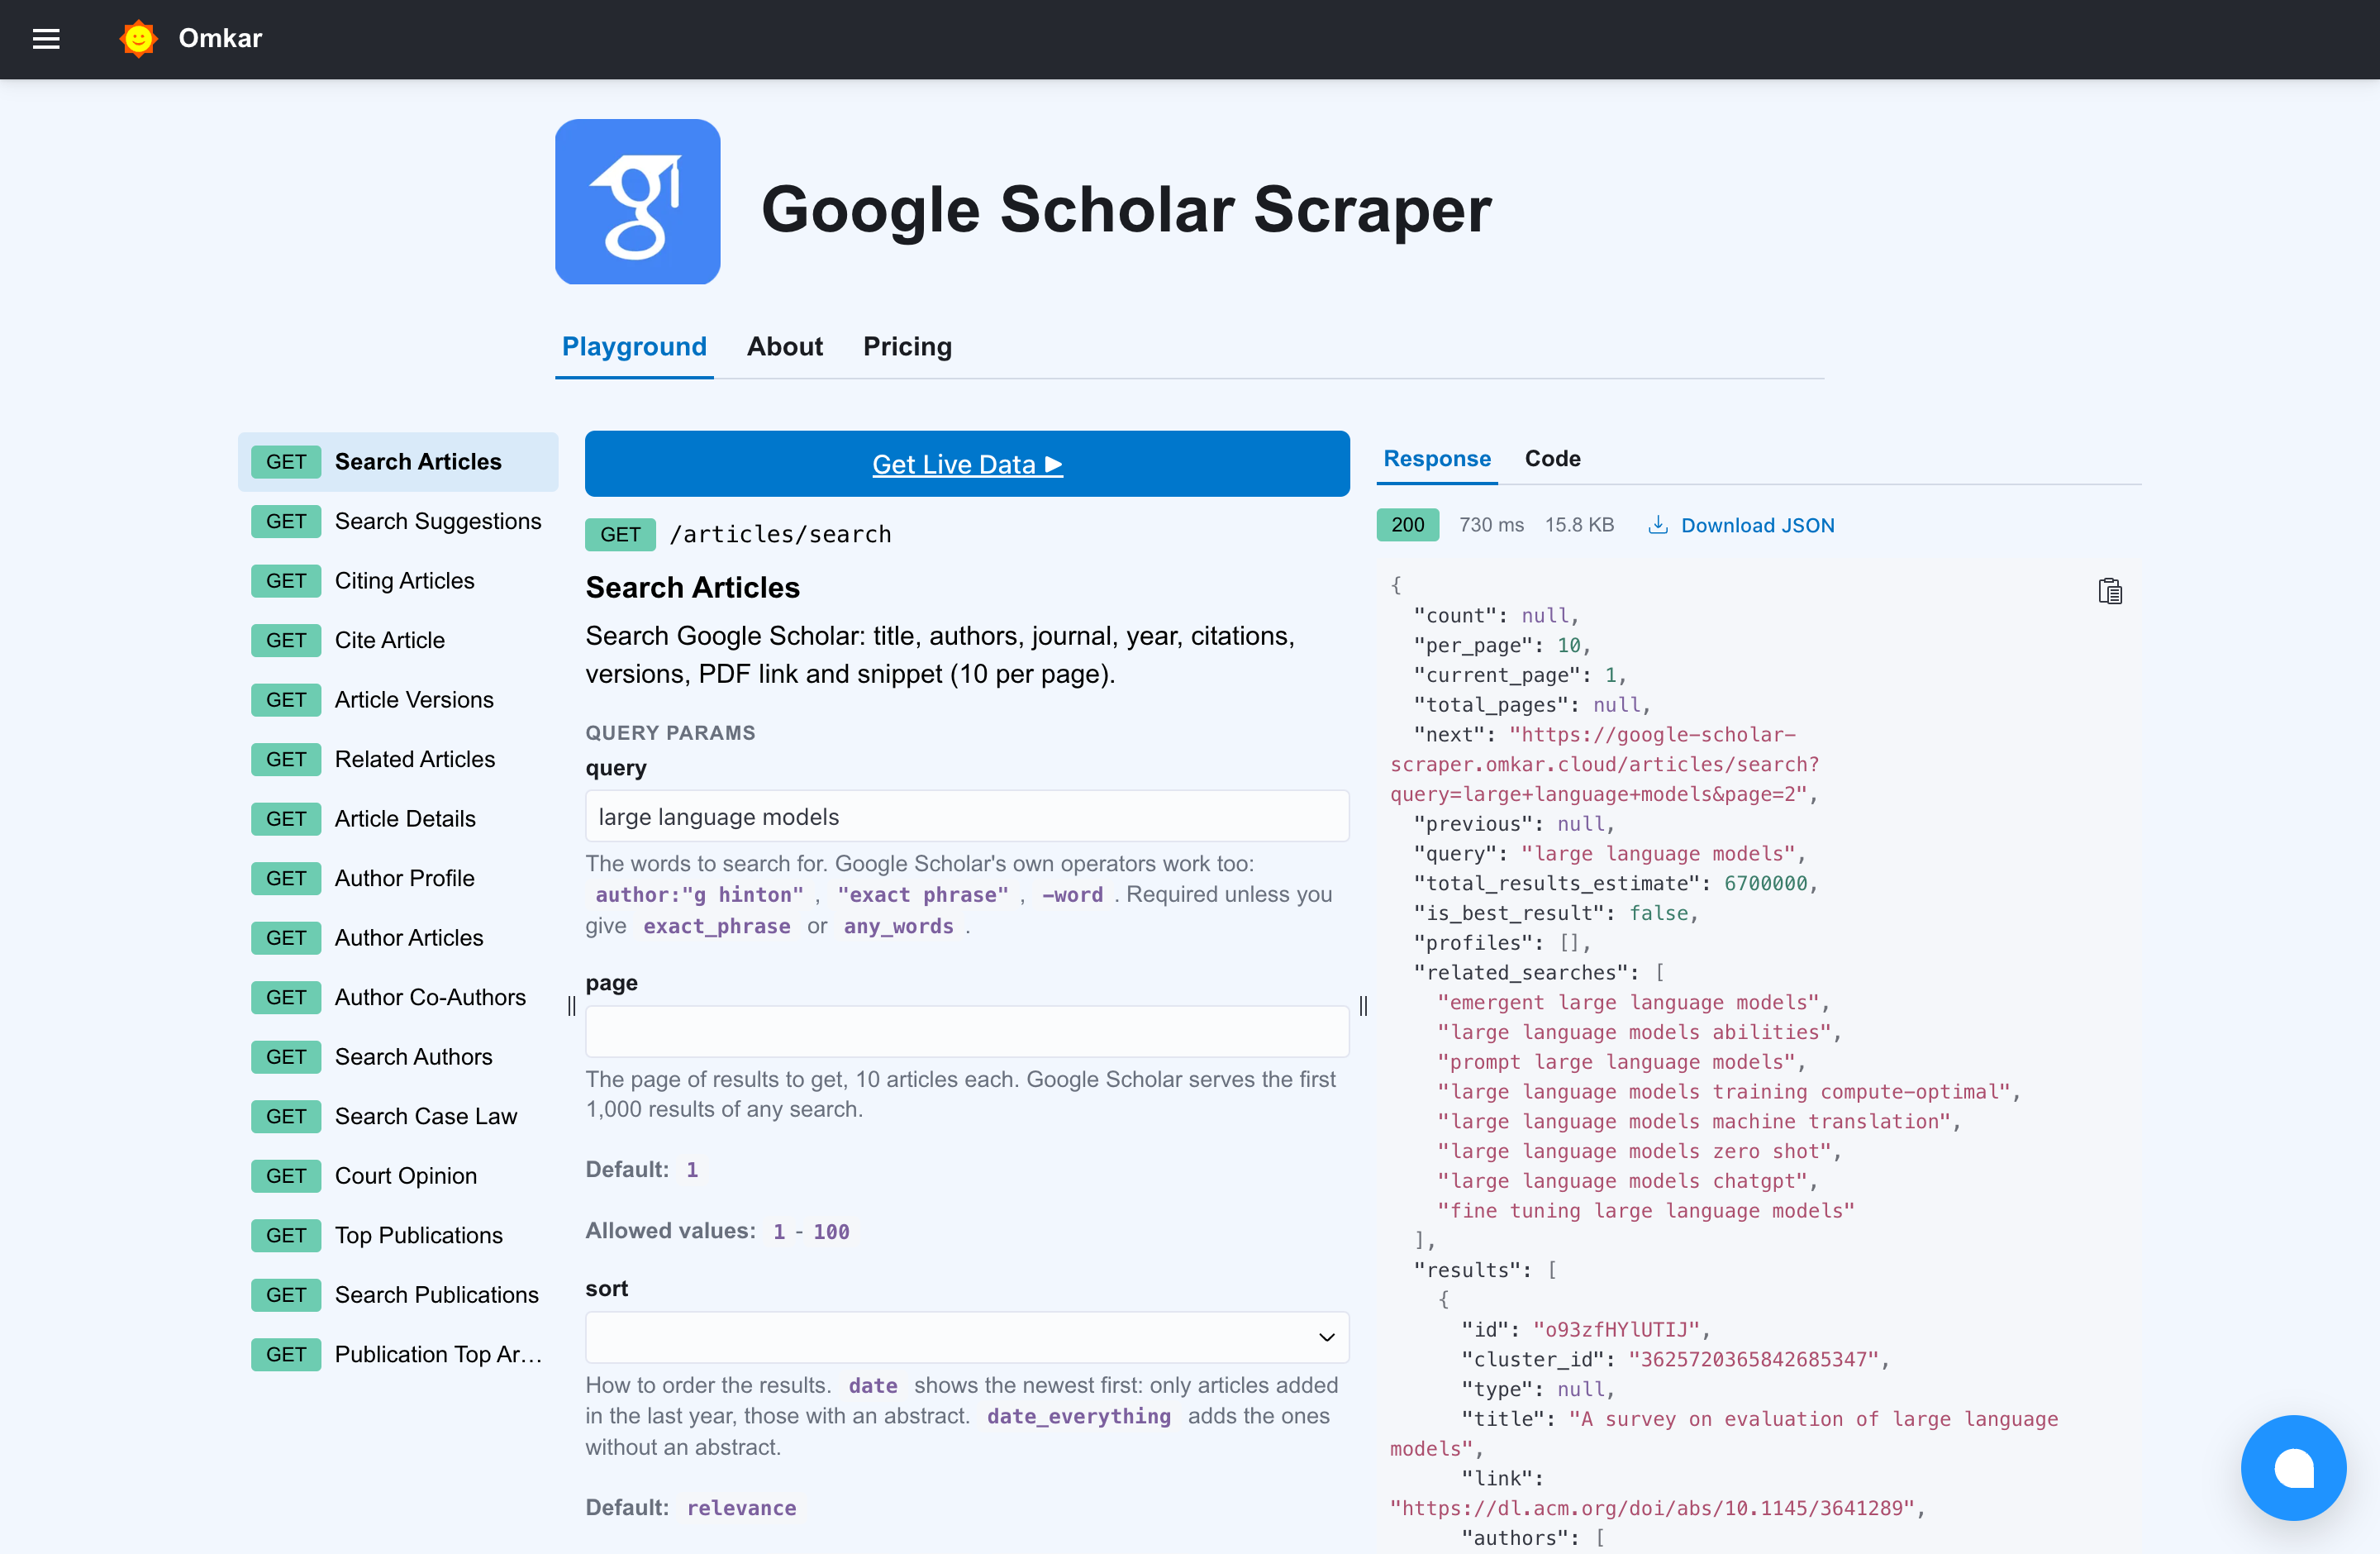 Omkar
Google Scholar Scraper
Playground
About
Pricing
GET Search Articles
GET Search Suggestions
GET Citing Articles
GET Cite Article
GET Article Versions
GET Related Articles
GET Article Details
GET Author Profile
GET Author Articles
GET Author Co-Authors
GET Search Authors
GET Search Case Law
GET Court Opinion
GET Top Publications
GET Search Publications
GET Publication Top Ar...
Get Live Data ▶
GET /articles/search
Search Articles
Search Google Scholar: title, authors, journal, year, citations,
versions, PDF link and snippet (10 per page).
QUERY PARAMS
query
large language models
The words to search for. Google Scholar's own operators work too:
author:"g hinton" , "exact phrase" , -word . Required unless you
give exact_phrase or any_words .
page
The page of results to get, 10 articles each. Google Scholar serves the first
1,000 results of any search.
Default: 1
Allowed values: 1 - 100
sort
How to order the results. date shows the newest first: only articles added
in the last year, those with an abstract. date_everything adds the ones
without an abstract.
Default: relevance
Response
Code
200 730 ms 15.8 KB Download JSON
{
"count": null,
"per_page": 10,
"current_page": 1,
"total_pages": null,
"next": "https://google-scholar-
scraper.omkar.cloud/articles/search?
query=large+language+models&page=2",
"previous": null,
"query": "large language models",
"total_results_estimate": 6700000,
"is_best_result": false,
"profiles": [],
"related_searches": [
"emergent large language models",
"large language models abilities",
"prompt large language models",
"large language models training compute-optimal",
"large language models machine translation",
"large language models zero shot",
"large language models chatgpt",
"fine tuning large language models"
],
"results": [
{
"id": "o93zfHYlUTIJ",
"cluster_id": "3625720365842685347",
"type": null,
"title": "A survey on evaluation of large language
models",
"link":
"https://dl.acm.org/doi/abs/10.1145/3641289",
"authors": [